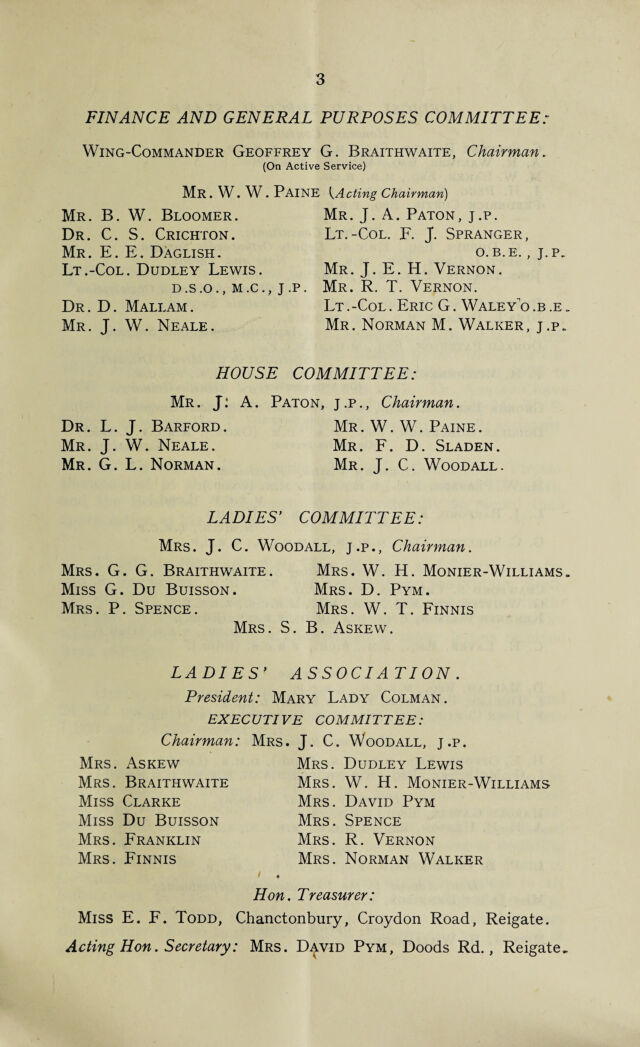 3
FINANCE AND GENERAL PURPOSES COMMITTEE:
WING-COMMANDER GEOFFREY G. BRAITHWAITE, Chairman.
(On Active Service)
MR. W. W. PAINE (Acting Chairman)
MR. B. W. BLOOMER.
DR. C. S. CRICHTON.
MR. E. E. DAGLISH.
LT.-COL. DUDLEY LEWIS.
D.S.O., M.C., J.P.
DR. D. MALLAM.
MR. J. W. NEALE.
MR. J. A. PATON, J.P.
LT.-COL. F. J. SPRANGER,
O.B.E., J.P.
MR. J. E. H. VERNON.
MR. R. T. VERNON.
LT.-COL. ERIC G. WALEY O.B.E.
MR. NORMAN M. WALKER, J.P.
HOUSE COMMITTEE:
MR. J. A. PATON, J.P., Chairman.
DR. L. J. BARFORD.
MR. J. W. NEALE.
MR. G. L. NORMAN.
MR. W. W. PAINE.
MR. F. D. SLADEN.
MR. J. C. WOODALL.
LADIES' COMMITTEE:
MRS. J. C. WOODALL, J.P., Chairman.
MRS. G. G. BRAITHWAITE.
MISS G. DU BUISSON.
MRS. P. SPENCE.
MRS. W. H. MONIER-WILLIAMS.
MRS. D. PYM.
MRS. W. T. FINNIS
MRS. S. B. ASKEW.
LADIES' ASSOCIATION.
President: MARY LADY COLMAN.
EXECUTIVE COMMITTEE:
Chairman: MRS. J. C. WOODALL, J.P.
MRS. ASKEW
MRS. BRAITHWAITE
MISS CLARKE
MISS DU BUISSON
MRS. FRANKLIN
MRS. FINNIS
MRS. DUDLEY LEWIS
MRS. W. H. MONIER-WILLIAMS
MRS. DAVID PYM
MRS. SPENCE
MRS. R. VERNON
MRS. NORMAN WALKER
Hon. Treasurer:
MISS E. F. TODD, Chanctonbury, Croydon Road, Reigate.
Acting Hon. Secretary: MRS. DAVID PYM, Doods Rd., Reigate.